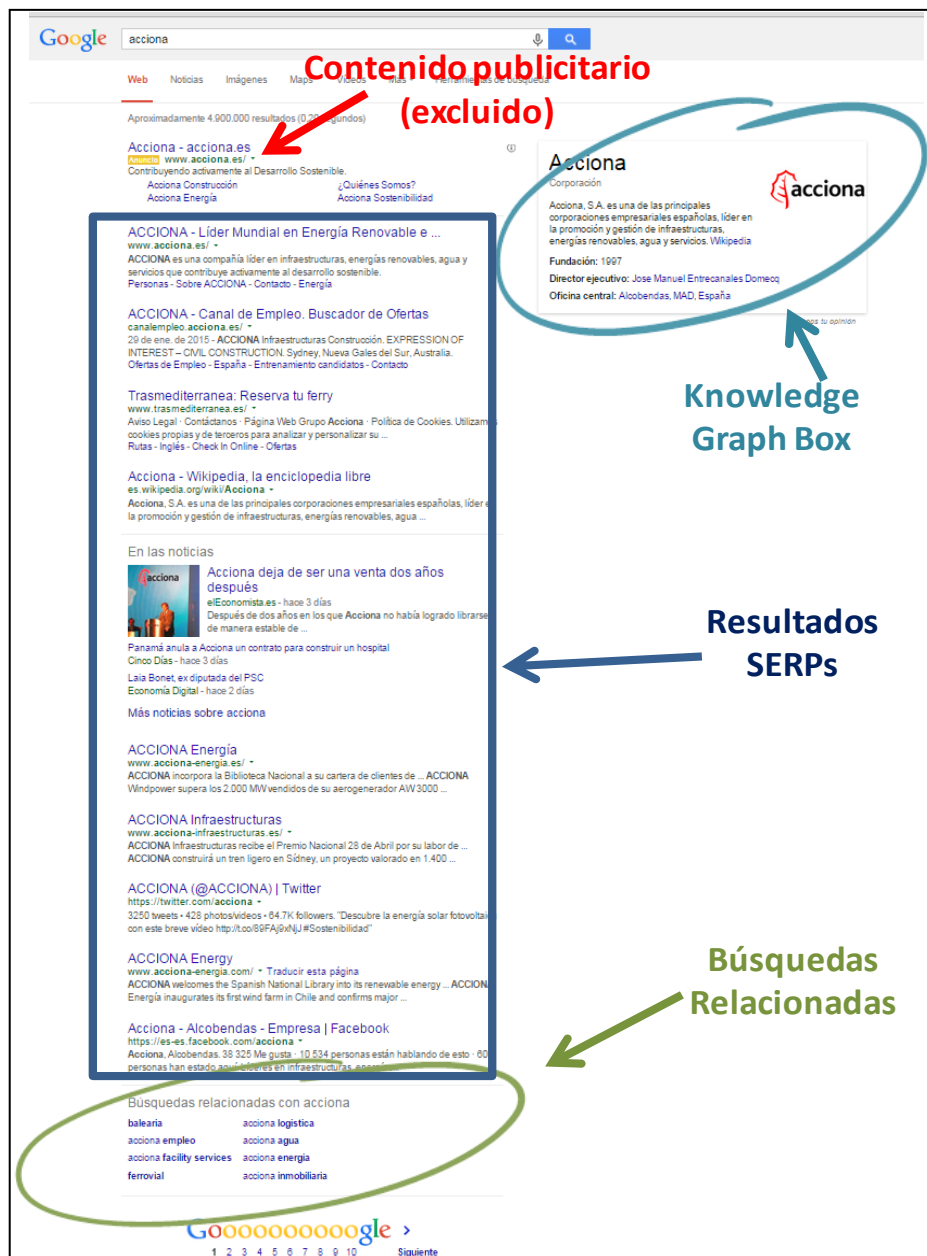 Google acciona
Web Noticias Imágenes Maps Vídeos Más Herramientas de búsqueda
Contenido publicitario
(excluido)
Aproximadamente 4.900.000 resultados (0,20 segundos)
Acciona - acciona.es
Anuncio www.acciona.es/
Contribuyendo activamente al Desarrollo Sostenible.
Acciona Construcción ¿Quiénes Somos?
Acciona Energía Acciona Sostenibilidad
Acciona
Corporación
acciona
Acciona, S.A. es una de las principales
corporaciones empresariales españolas, líder en
la promoción y gestión de infraestructuras,
energías renovables, agua y servicios. Wikipedia
Fundación: 1997
Director ejecutivo: Jose Manuel Entrecanales Domecq
Oficina central: Alcobendas, MAD, España
tu opinión
Knowledge
Graph Box
ACCIONA - Líder Mundial en Energía Renovable e ...
www.acciona.es/
ACCIONA es una compañía líder en infraestructuras, energías renovables, agua y
servicios que contribuye activamente al desarrollo sostenible.
Personas - Sobre ACCIONA - Contacto - Energía
ACCIONA - Canal de Empleo. Buscador de Ofertas
canalempleo.acciona.es/
29 de ene. de 2015 - ACCIONA Infraestructuras Construcción. EXPRESSION OF
INTEREST – CIVIL CONSTRUCTION. Sydney, Nueva Gales del Sur, Australia.
Ofertas de Empleo - España - Entrenamiento candidatos - Contacto
Trasmediterranea: Reserva tu ferry
www.trasmediterranea.es/
Aviso Legal · Contáctanos · Página Web Grupo Acciona · Política de Cookies. Utilizamos
cookies propias y de terceros para analizar y personalizar su ...
Rutas - Inglés - Check In Online - Ofertas
Acciona - Wikipedia, la enciclopedia libre
es.wikipedia.org/wiki/Acciona
Acciona, S.A. es una de las principales corporaciones empresariales españolas, líder e
la promoción y gestión de infraestructuras, energías renovables, agua ...
En las noticias
acciona
Acciona deja de ser una venta dos años
después
elEconomista.es - hace 3 días
Después de dos años en los que Acciona no había logrado librarse
de manera estable de ...
Panamá anula a Acciona un contrato para construir un hospital
Cinco Días - hace 3 días
Laia Bonet, ex diputada del PSC
Economía Digital - hace 2 días
Más noticias sobre acciona
Resultados
SERPs
ACCIONA Energía
www.acciona-energia.es/
ACCIONA incorpora la Biblioteca Nacional a su cartera de clientes de ... ACCIONA
Windpower supera los 2.000 MW vendidos de su aerogenerador AW 3000 ...
ACCIONA Infraestructuras
www.acciona-infraestructuras.es/
ACCIONA Infraestructuras recibe el Premio Nacional 28 de Abril por su labor de ...
ACCIONA construirá un tren ligero en Sídney, un proyecto valorado en 1.400 ...
ACCIONA (@ACCIONA) | Twitter
https://twitter.com/acciona
3250 tweets • 428 photos/videos • 64.7K followers. "Descubre la energía solar fotovoltaic
con este breve vídeo http://t.co/89FAj9xNjJ #Sostenibilidad"
ACCIONA Energy
www.acciona-energia.com/ Traducir esta página
ACCIONA welcomes the Spanish National Library into its renewable energy ... ACCIONA
Energía inaugurates its first wind farm in Chile and confirms major ...
Acciona - Alcobendas - Empresa | Facebook
https://es-es.facebook.com/acciona
Acciona, Alcobendas. 38 325 Me gusta · 10 534 personas están hablando de esto · 60
personas han estado aquí. Líderes en infraestructuras,
Búsquedas
Relacionadas
Búsquedas relacionadas con acciona
balearia acciona logistica
acciona empleo acciona agua
acciona facility services acciona energia
ferrovial acciona inmobiliaria
Goooooooooogle >
1 2 3 4 5 6 7 8 9 10 Siguiente